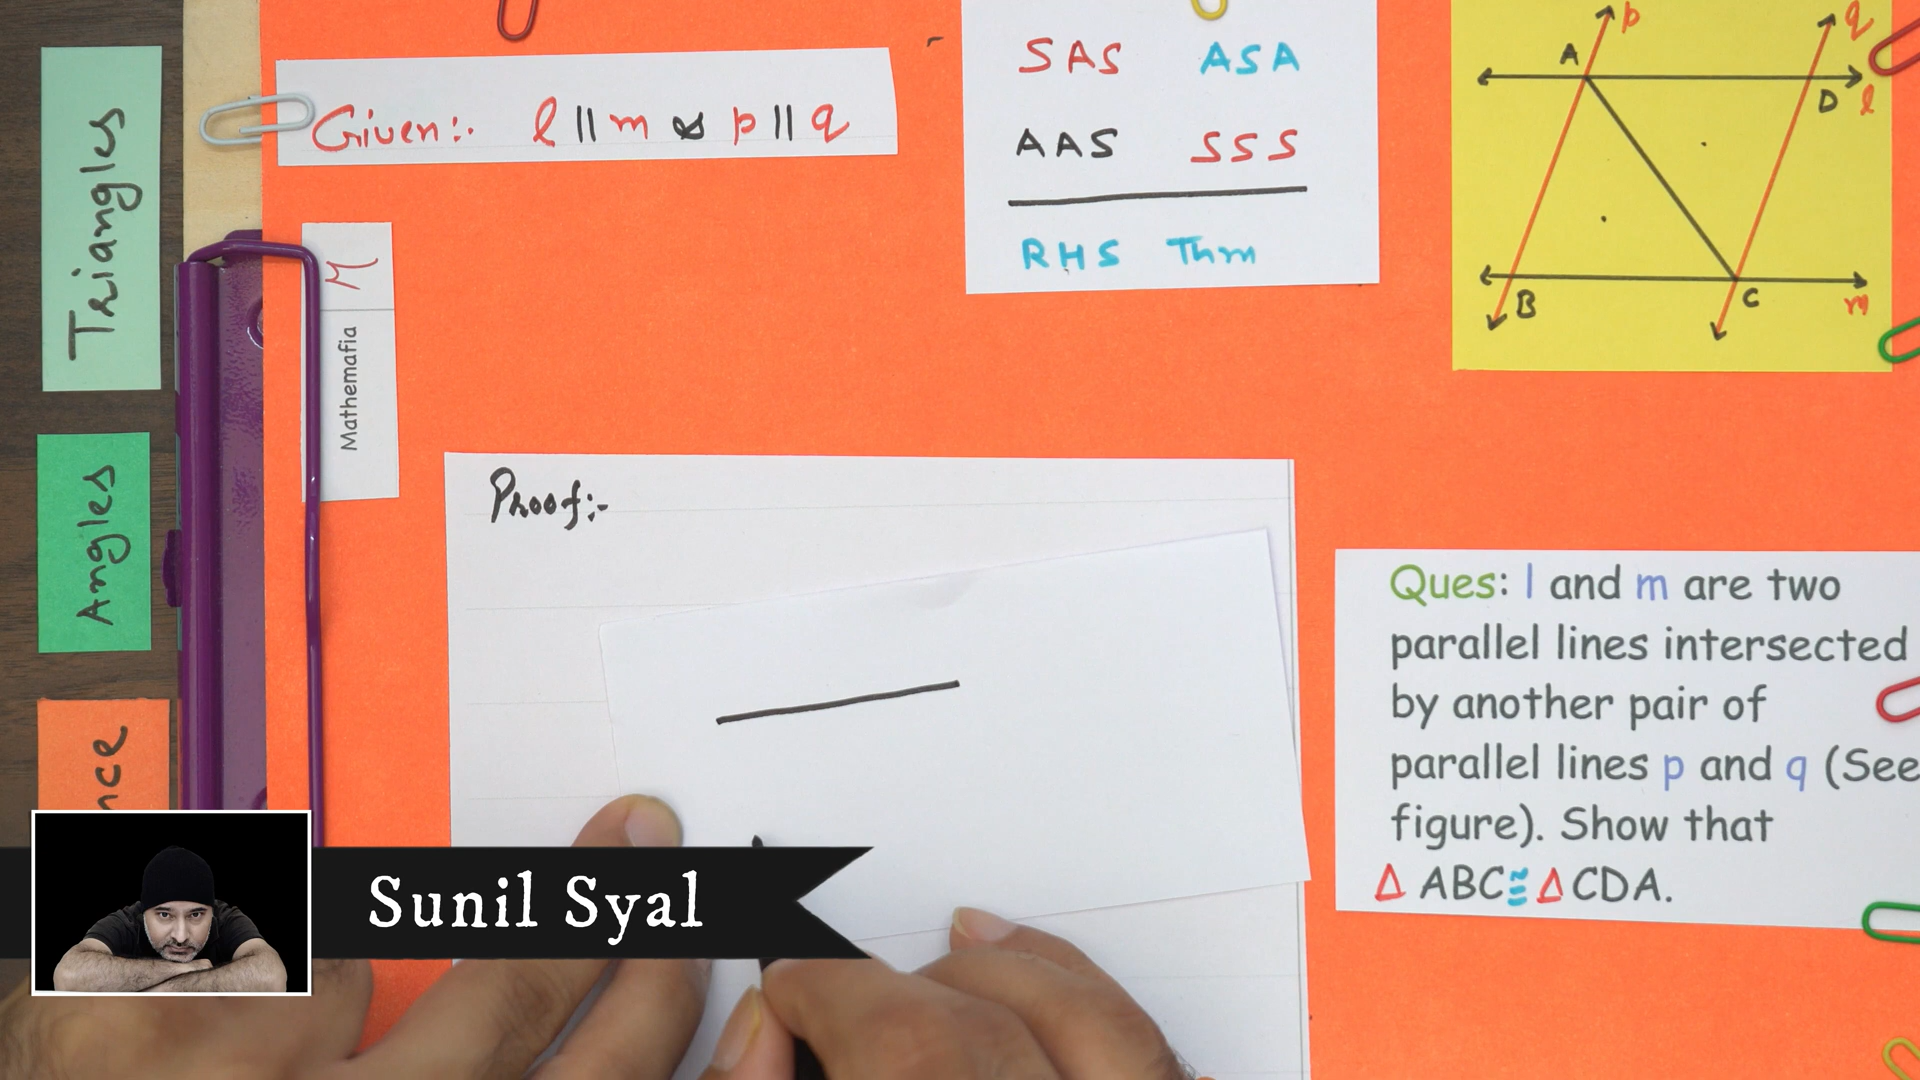 Triangles
Angles
nce
Given:- l || m & p || q
M
Mathemafia
SAS ASA
AAS SSS
RHS Thm
p
q
A
D
l
B
C
m
Proof:-
Ques: l and m are two
parallel lines intersected
by another pair of
parallel lines p and q (See
figure). Show that
Δ ABC ≅ Δ CDA.
Sunil Syal